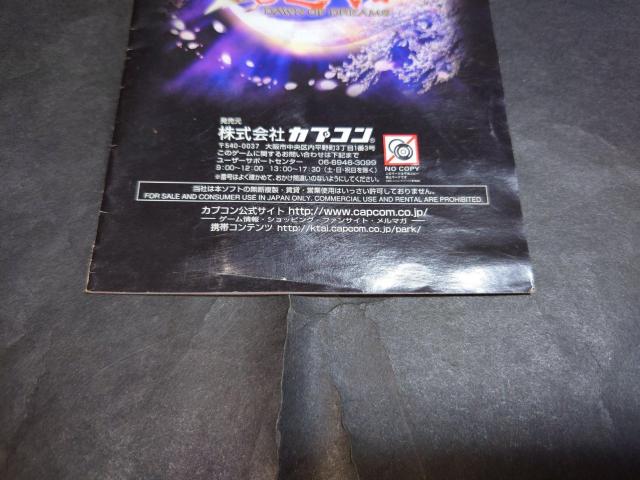 DAWN OF DREAMS
発売元
株式会社カプコン
〒540-0037 大阪市中央区内平野町3丁目1番3号
このゲームに関するお問い合わせは下記まで
ユーザーサポートセンター 06-6946-3099
9:00~12:00 13:00~17:30 (土・日・祝日を除く)
※番号はよく確かめて、おかけ間違いのないようにしてください。
NO COPY
当社は本ソフトの無断複製・賃貸・営業使用はいっさい許可しておりません。
FOR SALE AND CONSUMER USE IN JAPAN ONLY. COMMERCIAL USE AND RENTAL ARE PROHIBITED.
カプコン公式サイト http://www.capcom.co.jp/
ゲーム情報・ショッピング・ファンサイト・メルマガ
携帯コンテンツ http://ktai.capcom.co.jp/park/